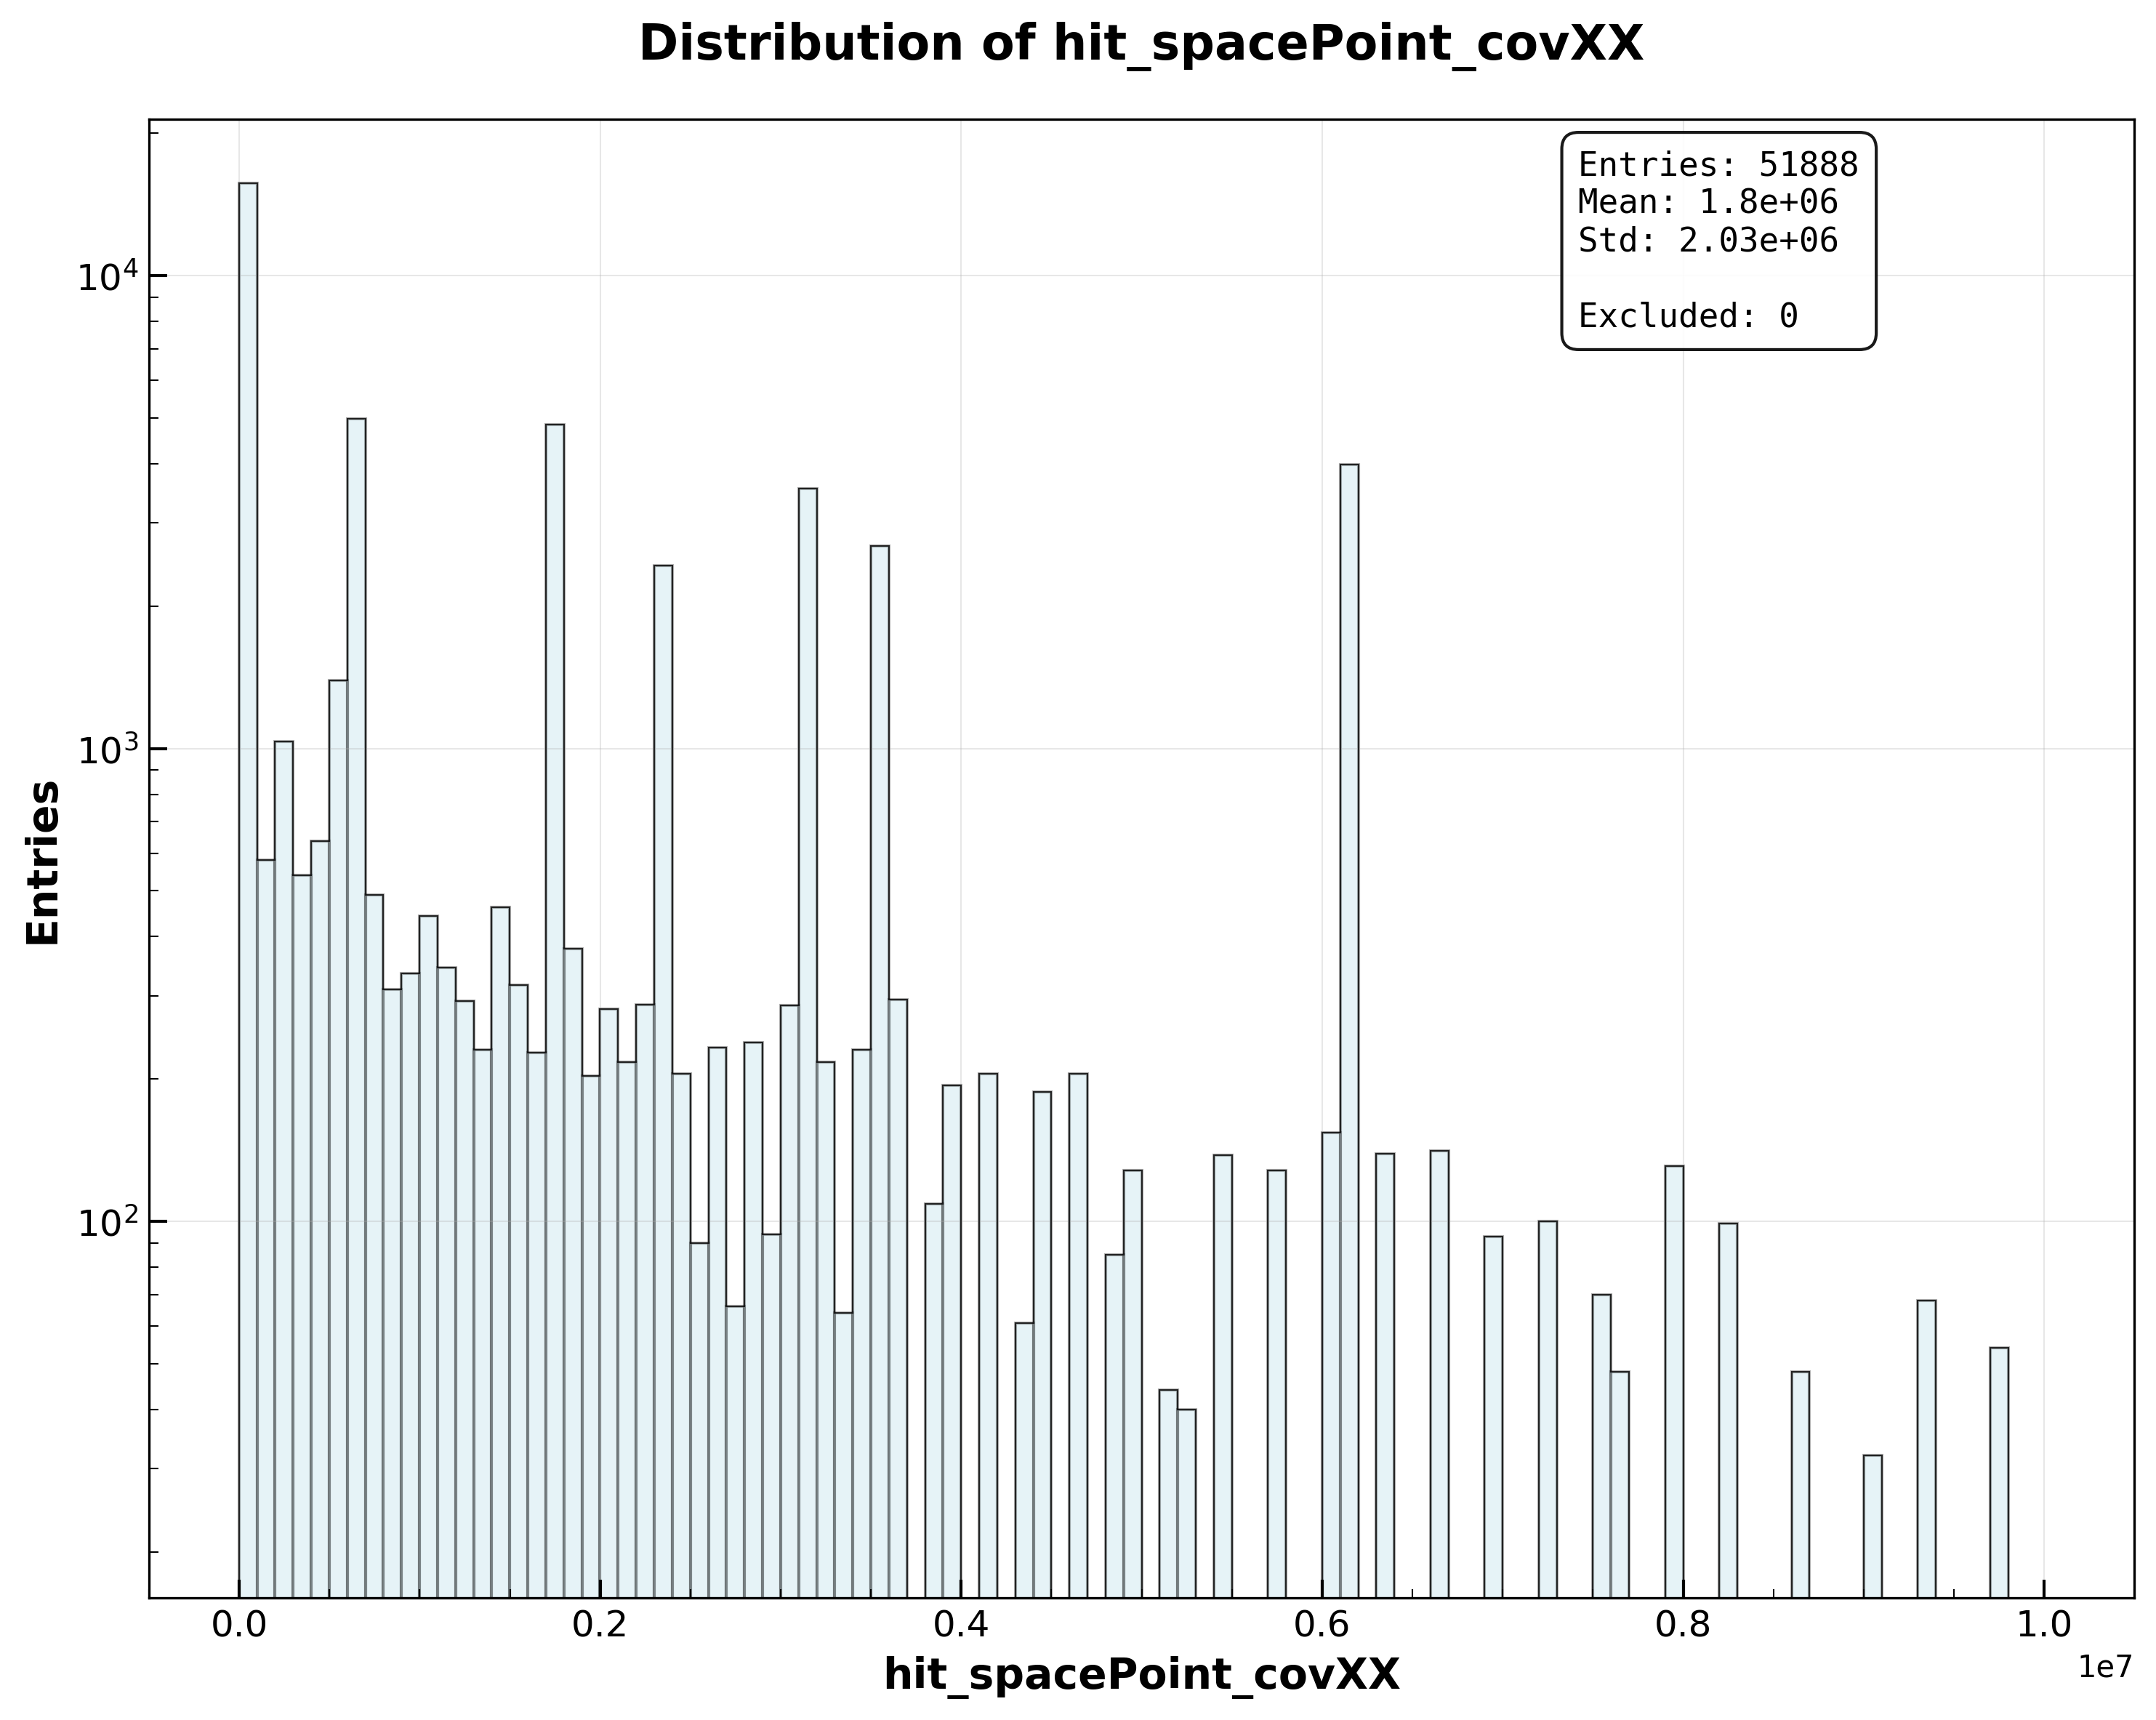 Distribution of hit_spacePoint_covXX
Entries: 51888
Mean: 1.8e+06
Std: 2.03e+06
Excluded: 0
10^4
10^3
10^2
Entries
0.0 0.2 0.4 0.6 0.8 1.0
1e7
hit_spacePoint_covXX